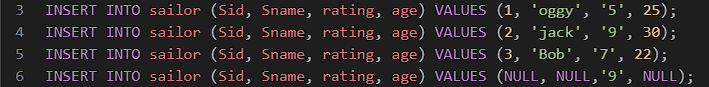 3 INSERT INTO sailor (Sid, Sname, rating, age) VALUES (1, 'oggy', '5', 25);
4 INSERT INTO sailor (Sid, Sname, rating, age) VALUES (2, 'jack', '9', 30);
5 INSERT INTO sailor (Sid, Sname, rating, age) VALUES (3, 'Bob', '7', 22);
6 INSERT INTO sailor (Sid, Sname, rating, age) VALUES (NULL, NULL,'9', NULL);